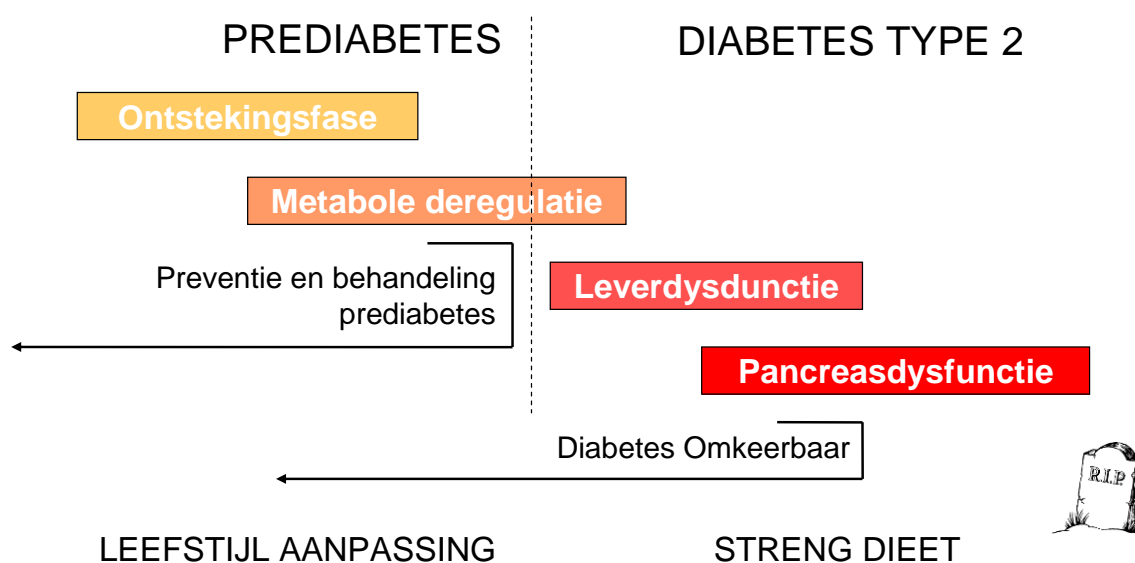 PREDIABETES
DIABETES TYPE 2
Ontstekingsfase
Metabole deregulatie
Preventie en behandeling
prediabetes
Leverdysdunctie
Pancreasdysfunctie
Diabetes Omkeerbaar
R.I.P.
LEEFSTIJL AANPASSING
STRENG DIEET